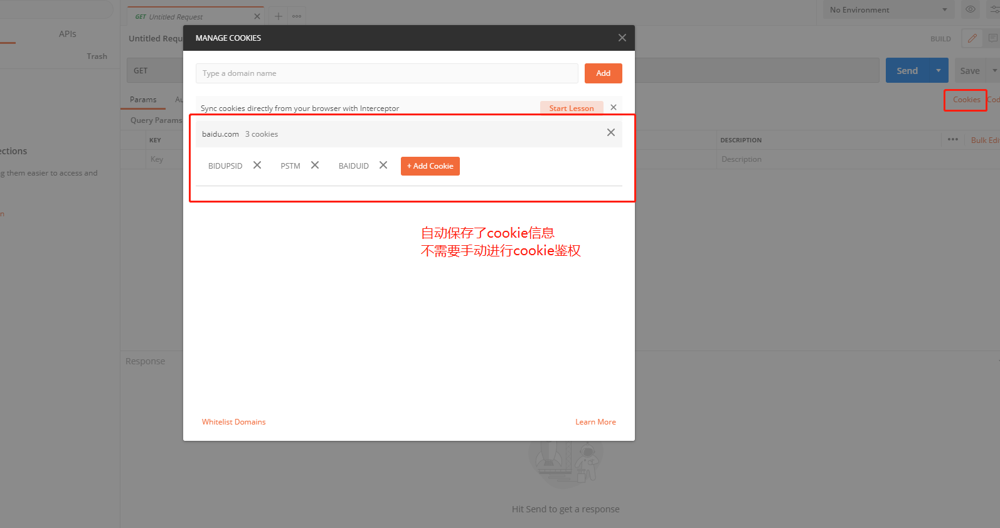 GET Untitled Request
No Environment
APIs
Untitled Requ
BUILD
MANAGE COOKIES
Trash
GET
Type a domain name
Add
Send
Save
Params
Au
Cookies
Cod
Sync cookies directly from your browser with Interceptor
Start Lesson
Query Params
baidu.com 3 cookies
KEY
DESCRIPTION
Bulk Edi
ections
Key
Description
BIDUPSID
PSTM
BAIDUID
+ Add Cookie
g them easier to access and
n
自动保存了cookie信息
不需要手动进行cookie鉴权
Response
Whitelist Domains
Learn More
Hit Send to get a response